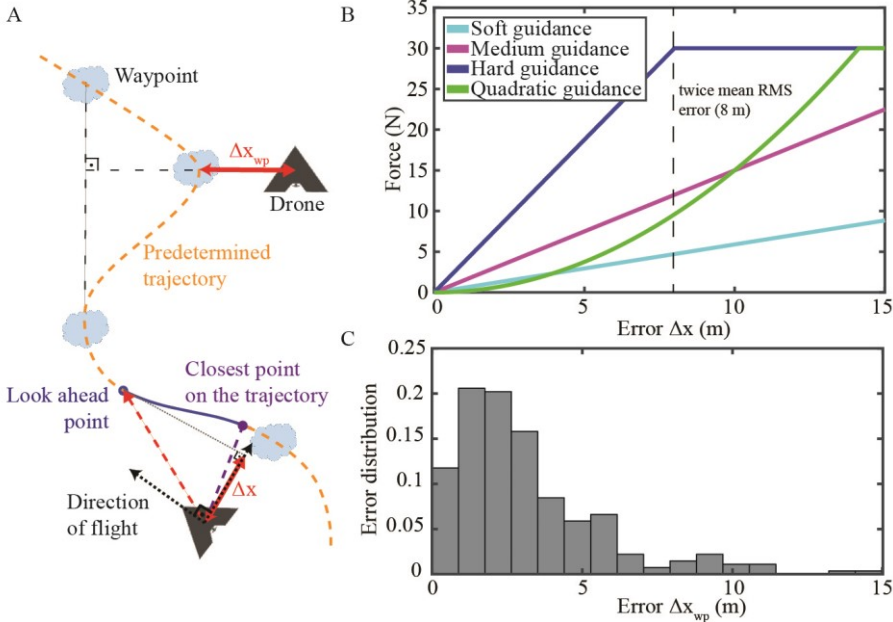 A
Waypoint
Δx_wp
Drone
Predetermined
trajectory
Closest point
on the trajectory
Look ahead
point
Δx
Direction
of flight
B
30
25
20
15
10
5
0
Force (N)
Soft guidance
Medium guidance
Hard guidance
Quadratic guidance
twice mean RMS
error (8 m)
0
5
10
15
Error Δx (m)
C
0.25
0.2
0.15
0.1
0.05
0
Error distribution
0
5
10
15
Error Δx_wp (m)